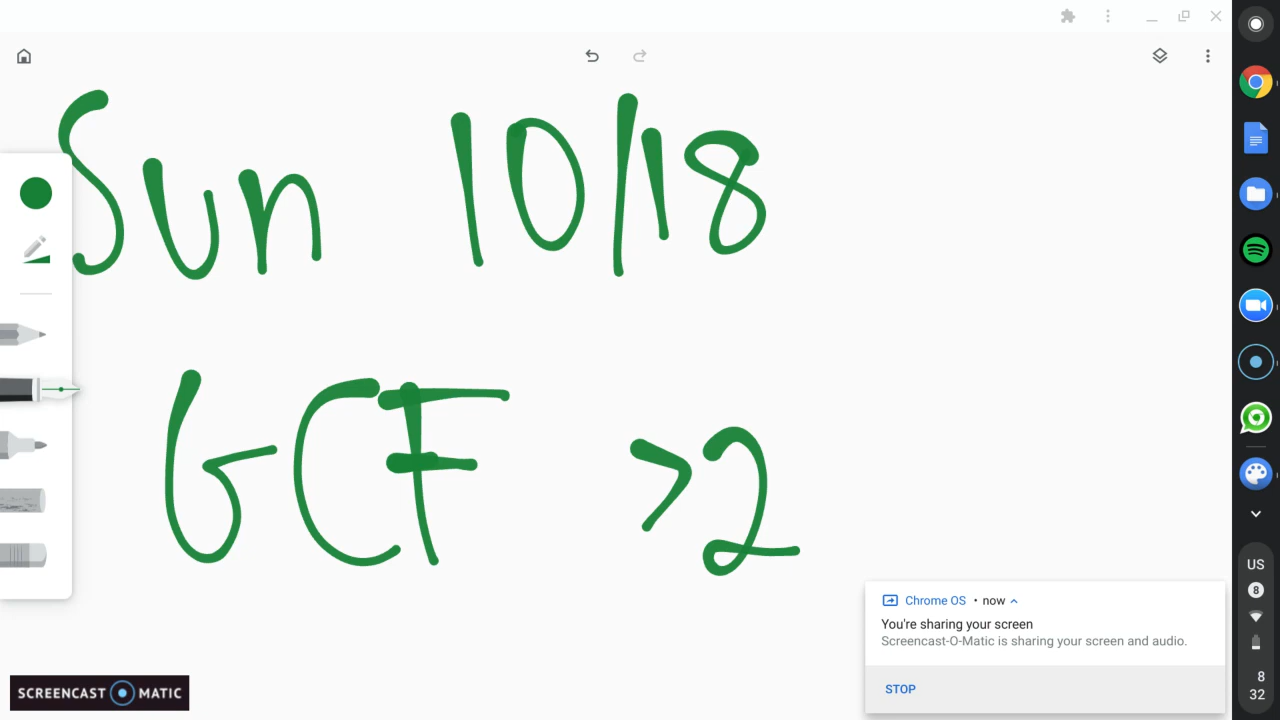 Sun 10/18
GCF >2
Chrome OS • now
You're sharing your screen
Screencast-O-Matic is sharing your screen and audio.
STOP
SCREENCAST O MATIC
US
8
8
32